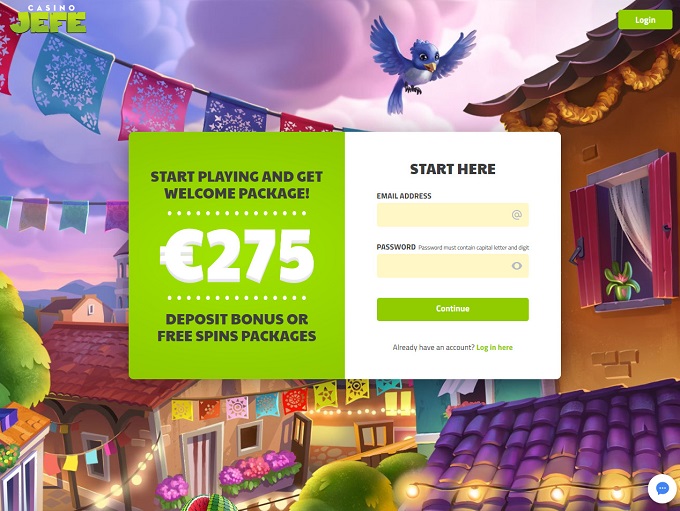 CASINO
JEFE
Login
START PLAYING AND GET
WELCOME PACKAGE!
€275
DEPOSIT BONUS OR
FREE SPINS PACKAGES
START HERE
EMAIL ADDRESS
@
PASSWORD Password must contain capital letter and digit
Continue
Already have an account? Log in here